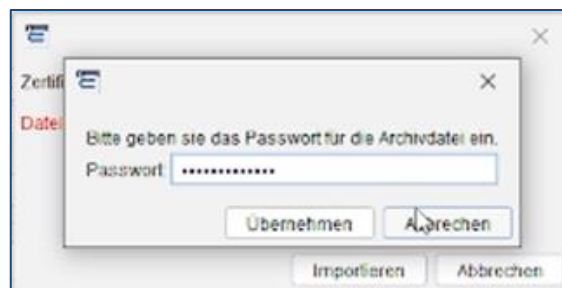 Zertifi
Datei
Bitte geben sie das Passwort für die Archivdatei ein.
Passwort: •••••••••••••
Übernehmen Abbrechen
Importieren Abbrechen